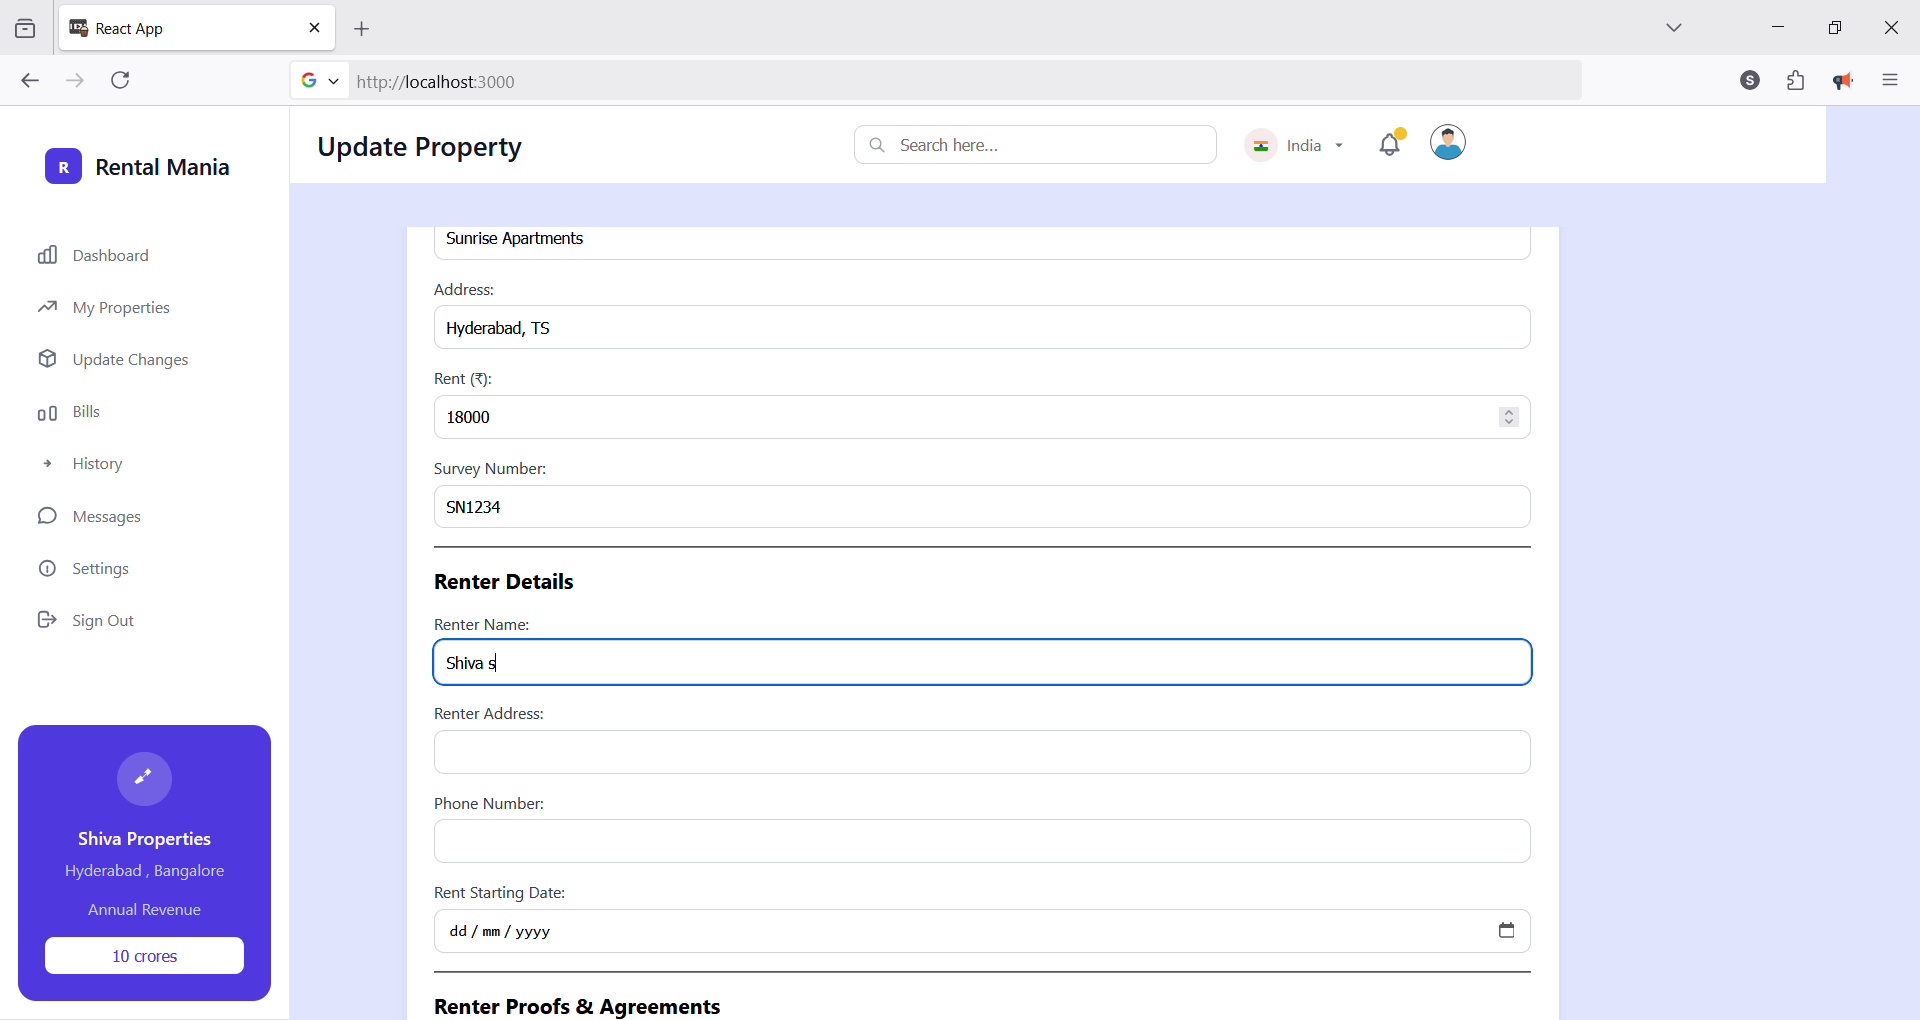 React App
http://localhost:3000
S
R
Rental Mania
Update Property
Search here...
India
Dashboard
My Properties
Update Changes
Bills
History
Messages
Settings
Sign Out
Shiva Properties
Hyderabad , Bangalore
Annual Revenue
10 crores
Sunrise Apartments
Address:
Hyderabad, TS
Rent (₹):
18000
Survey Number:
SN1234
Renter Details
Renter Name:
Shiva s
Renter Address:
Phone Number:
Rent Starting Date:
dd / mm / yyyy
Renter Proofs & Agreements